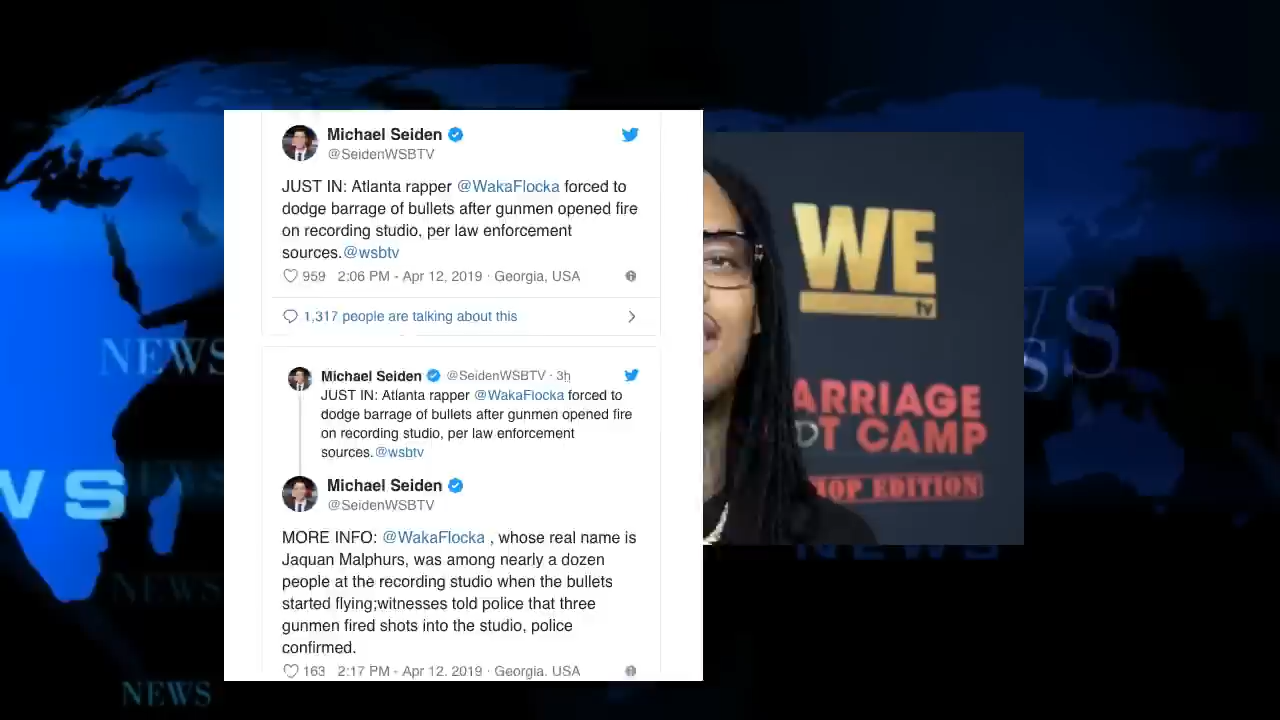 Michael Seiden
@SeidenWSBTV
JUST IN: Atlanta rapper @WakaFlocka forced to
dodge barrage of bullets after gunmen opened fire
on recording studio, per law enforcement
sources.@wsbtv
959 2:06 PM - Apr 12, 2019 · Georgia, USA
1,317 people are talking about this
Michael Seiden @SeidenWSBTV · 3h
JUST IN: Atlanta rapper @WakaFlocka forced to
dodge barrage of bullets after gunmen opened fire
on recording studio, per law enforcement
sources.@wsbtv
Michael Seiden
@SeidenWSBTV
MORE INFO: @WakaFlocka , whose real name is
Jaquan Malphurs, was among nearly a dozen
people at the recording studio when the bullets
started flying;witnesses told police that three
gunmen fired shots into the studio, police
confirmed.
163 2:17 PM - Apr 12, 2019 · Georgia, USA
WE
tv
ARRIAGE
OT CAMP
HOP EDITION
NEWS
WS
NEWS
NEWS
NEWS